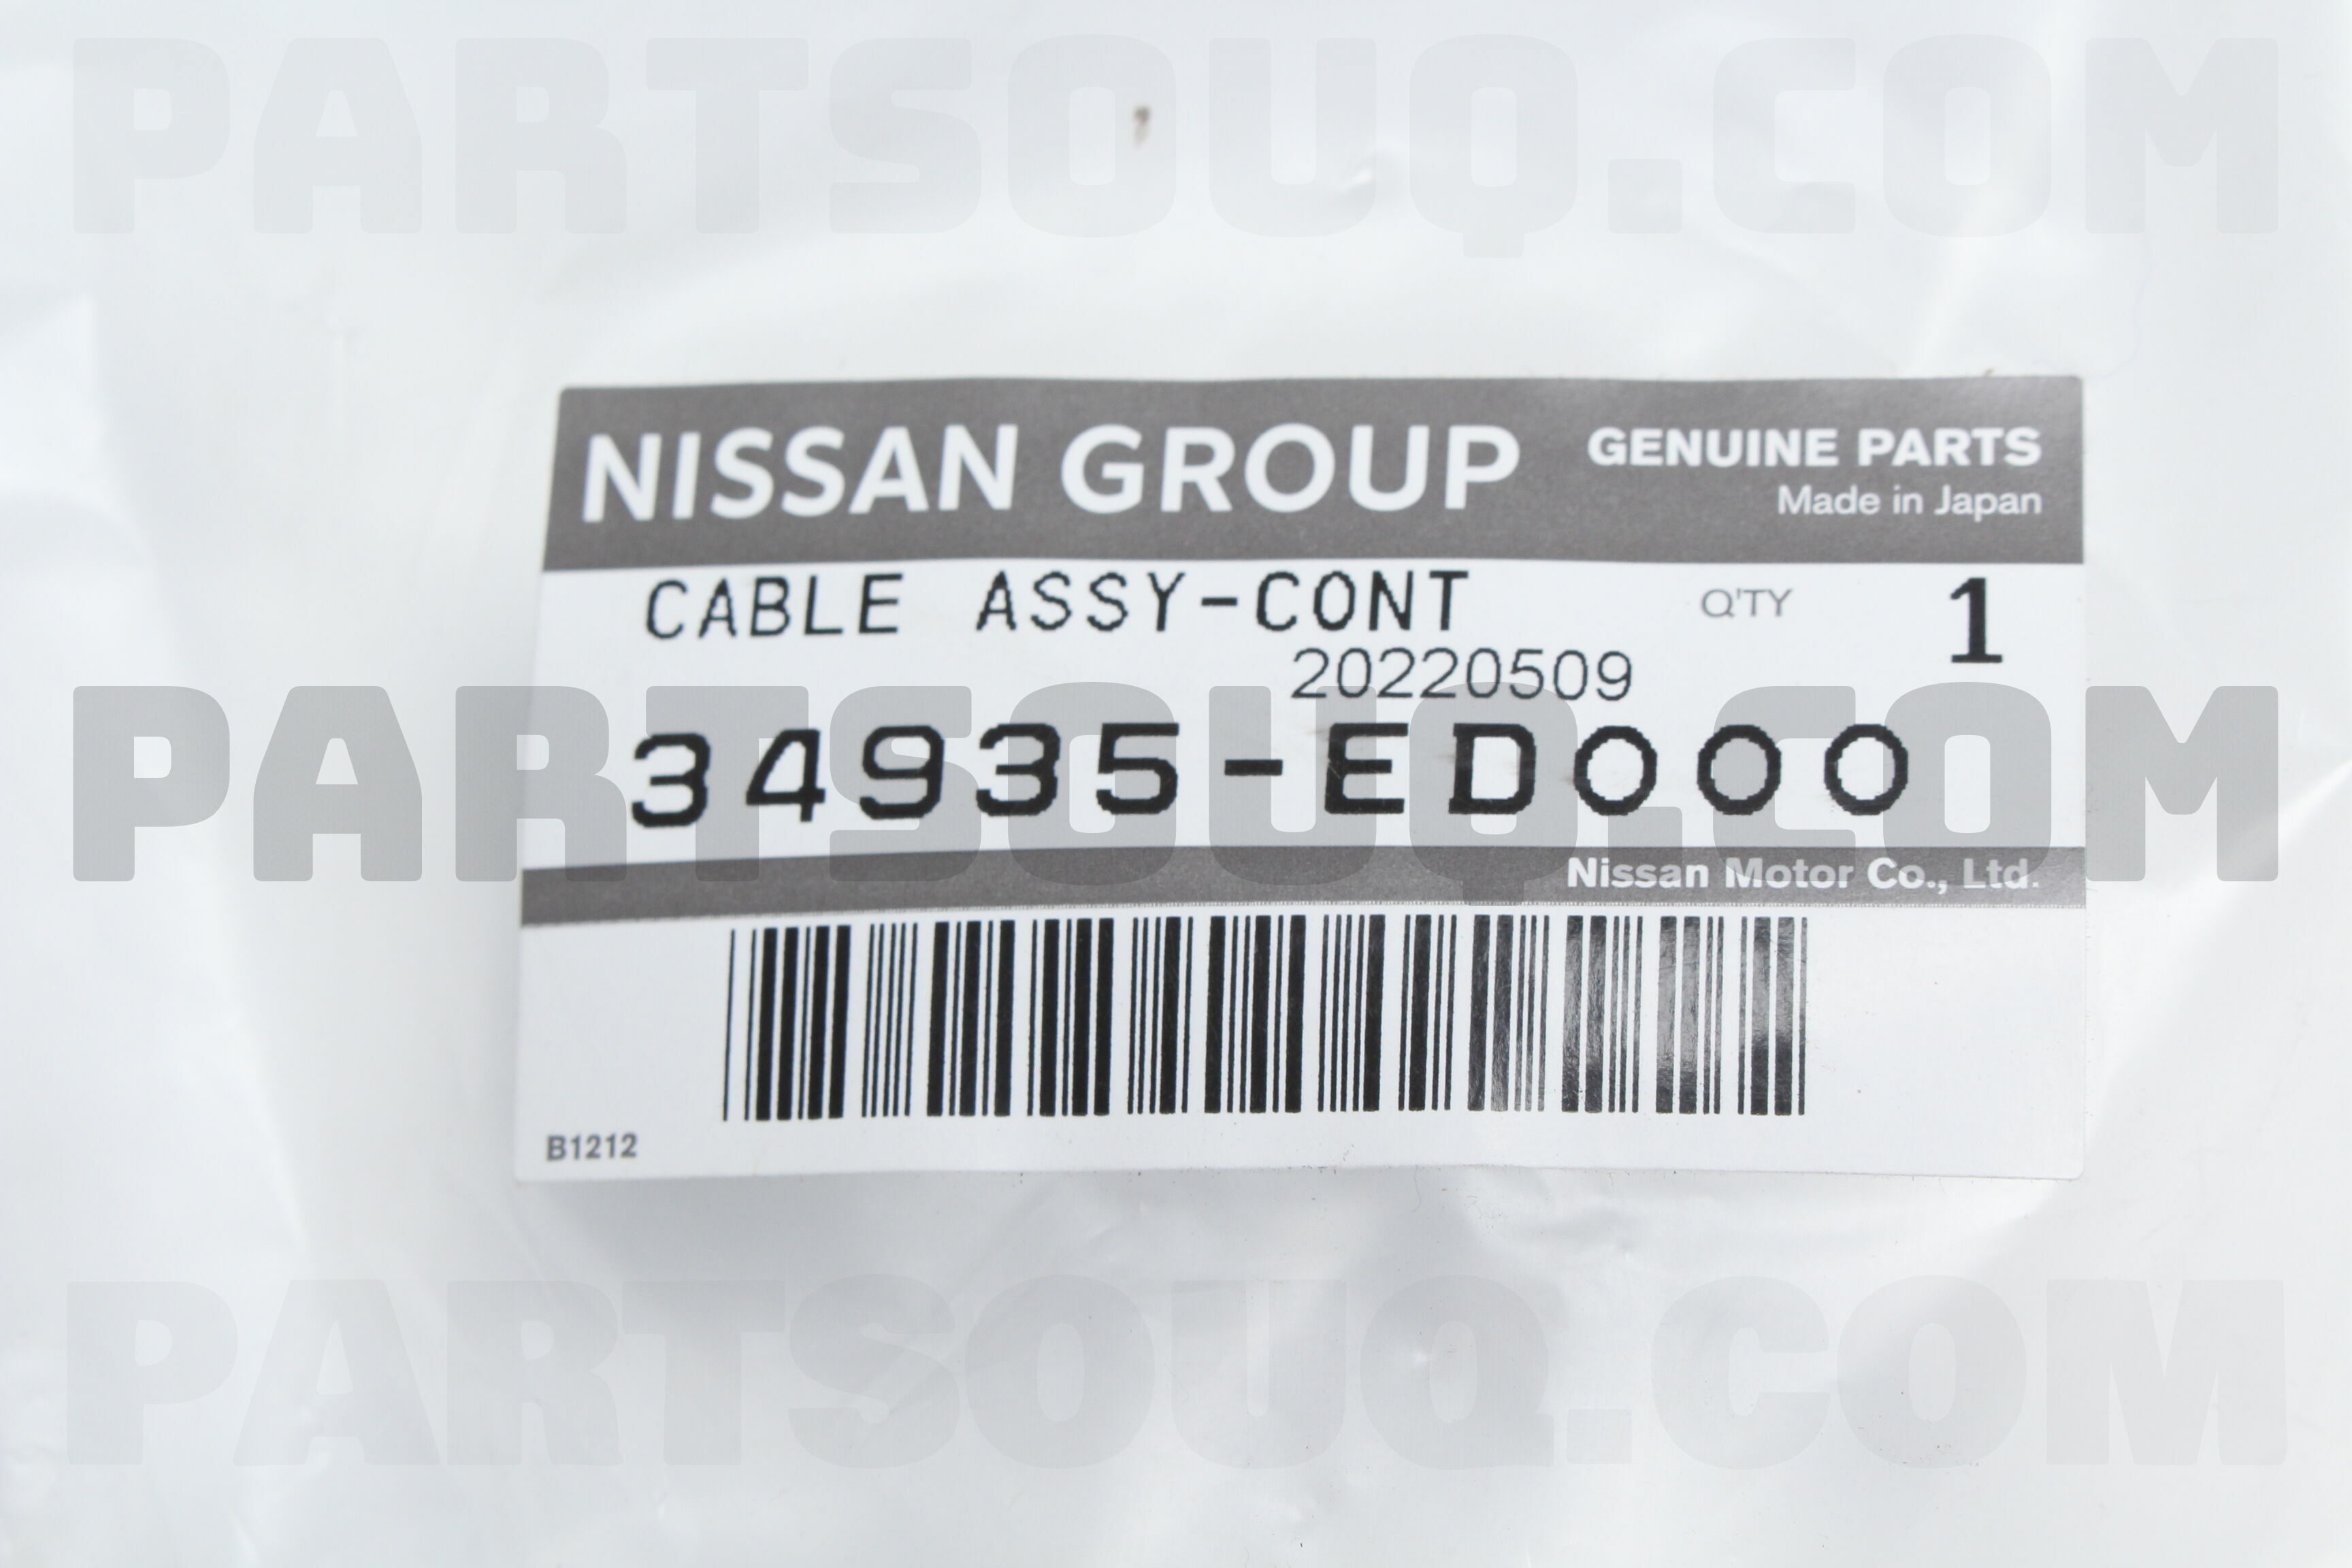 PARTSOUQ.COM
NISSAN GROUP
GENUINE PARTS
Made in Japan
CABLE ASSY-CONT
Q'TY 1
20220509
PARTSOUQ.COM
34935-ED000
Nissan Motor Co., Ltd.
B1212
PARTSOUQ.COM